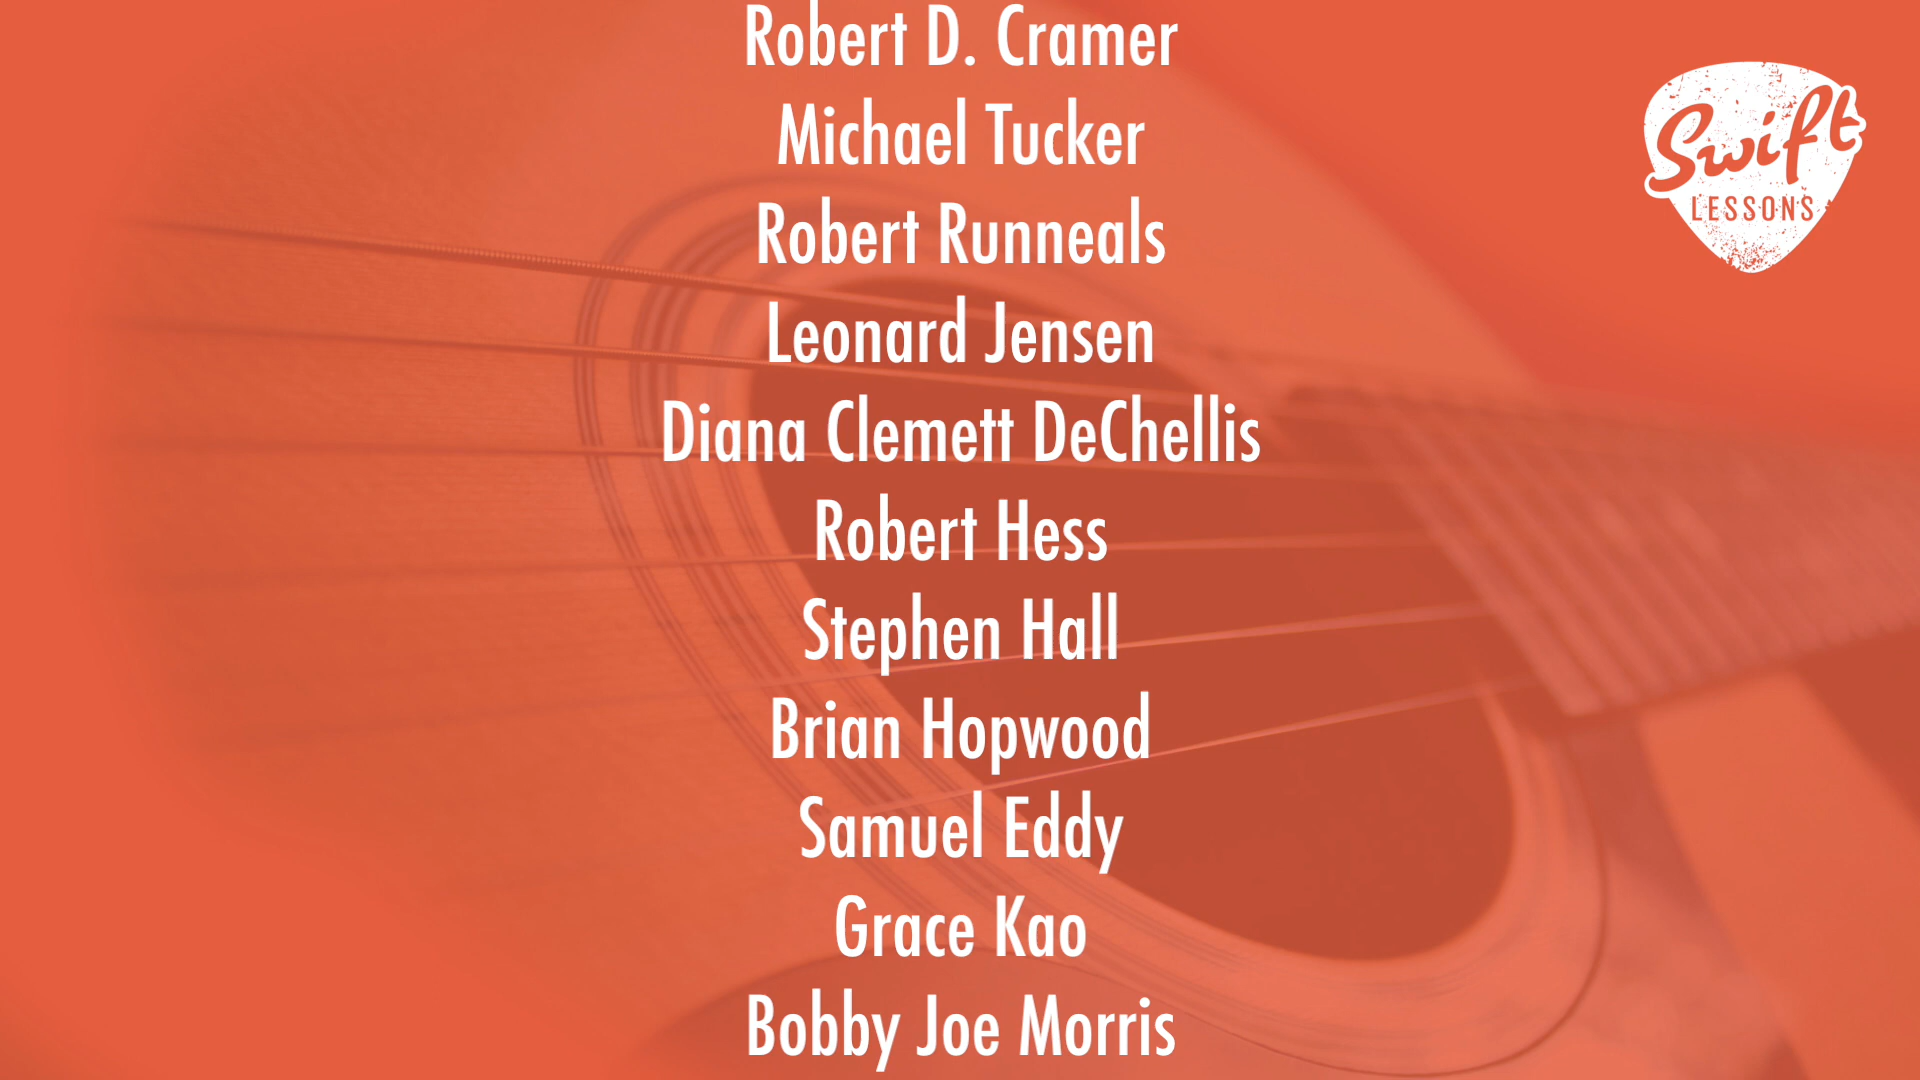 Robert D. Cramer
Michael Tucker
Robert Runneals
Leonard Jensen
Diana Clemett DeChellis
Robert Hess
Stephen Hall
Brian Hopwood
Samuel Eddy
Grace Kao
Bobby Joe Morris
Swift
LESSONS